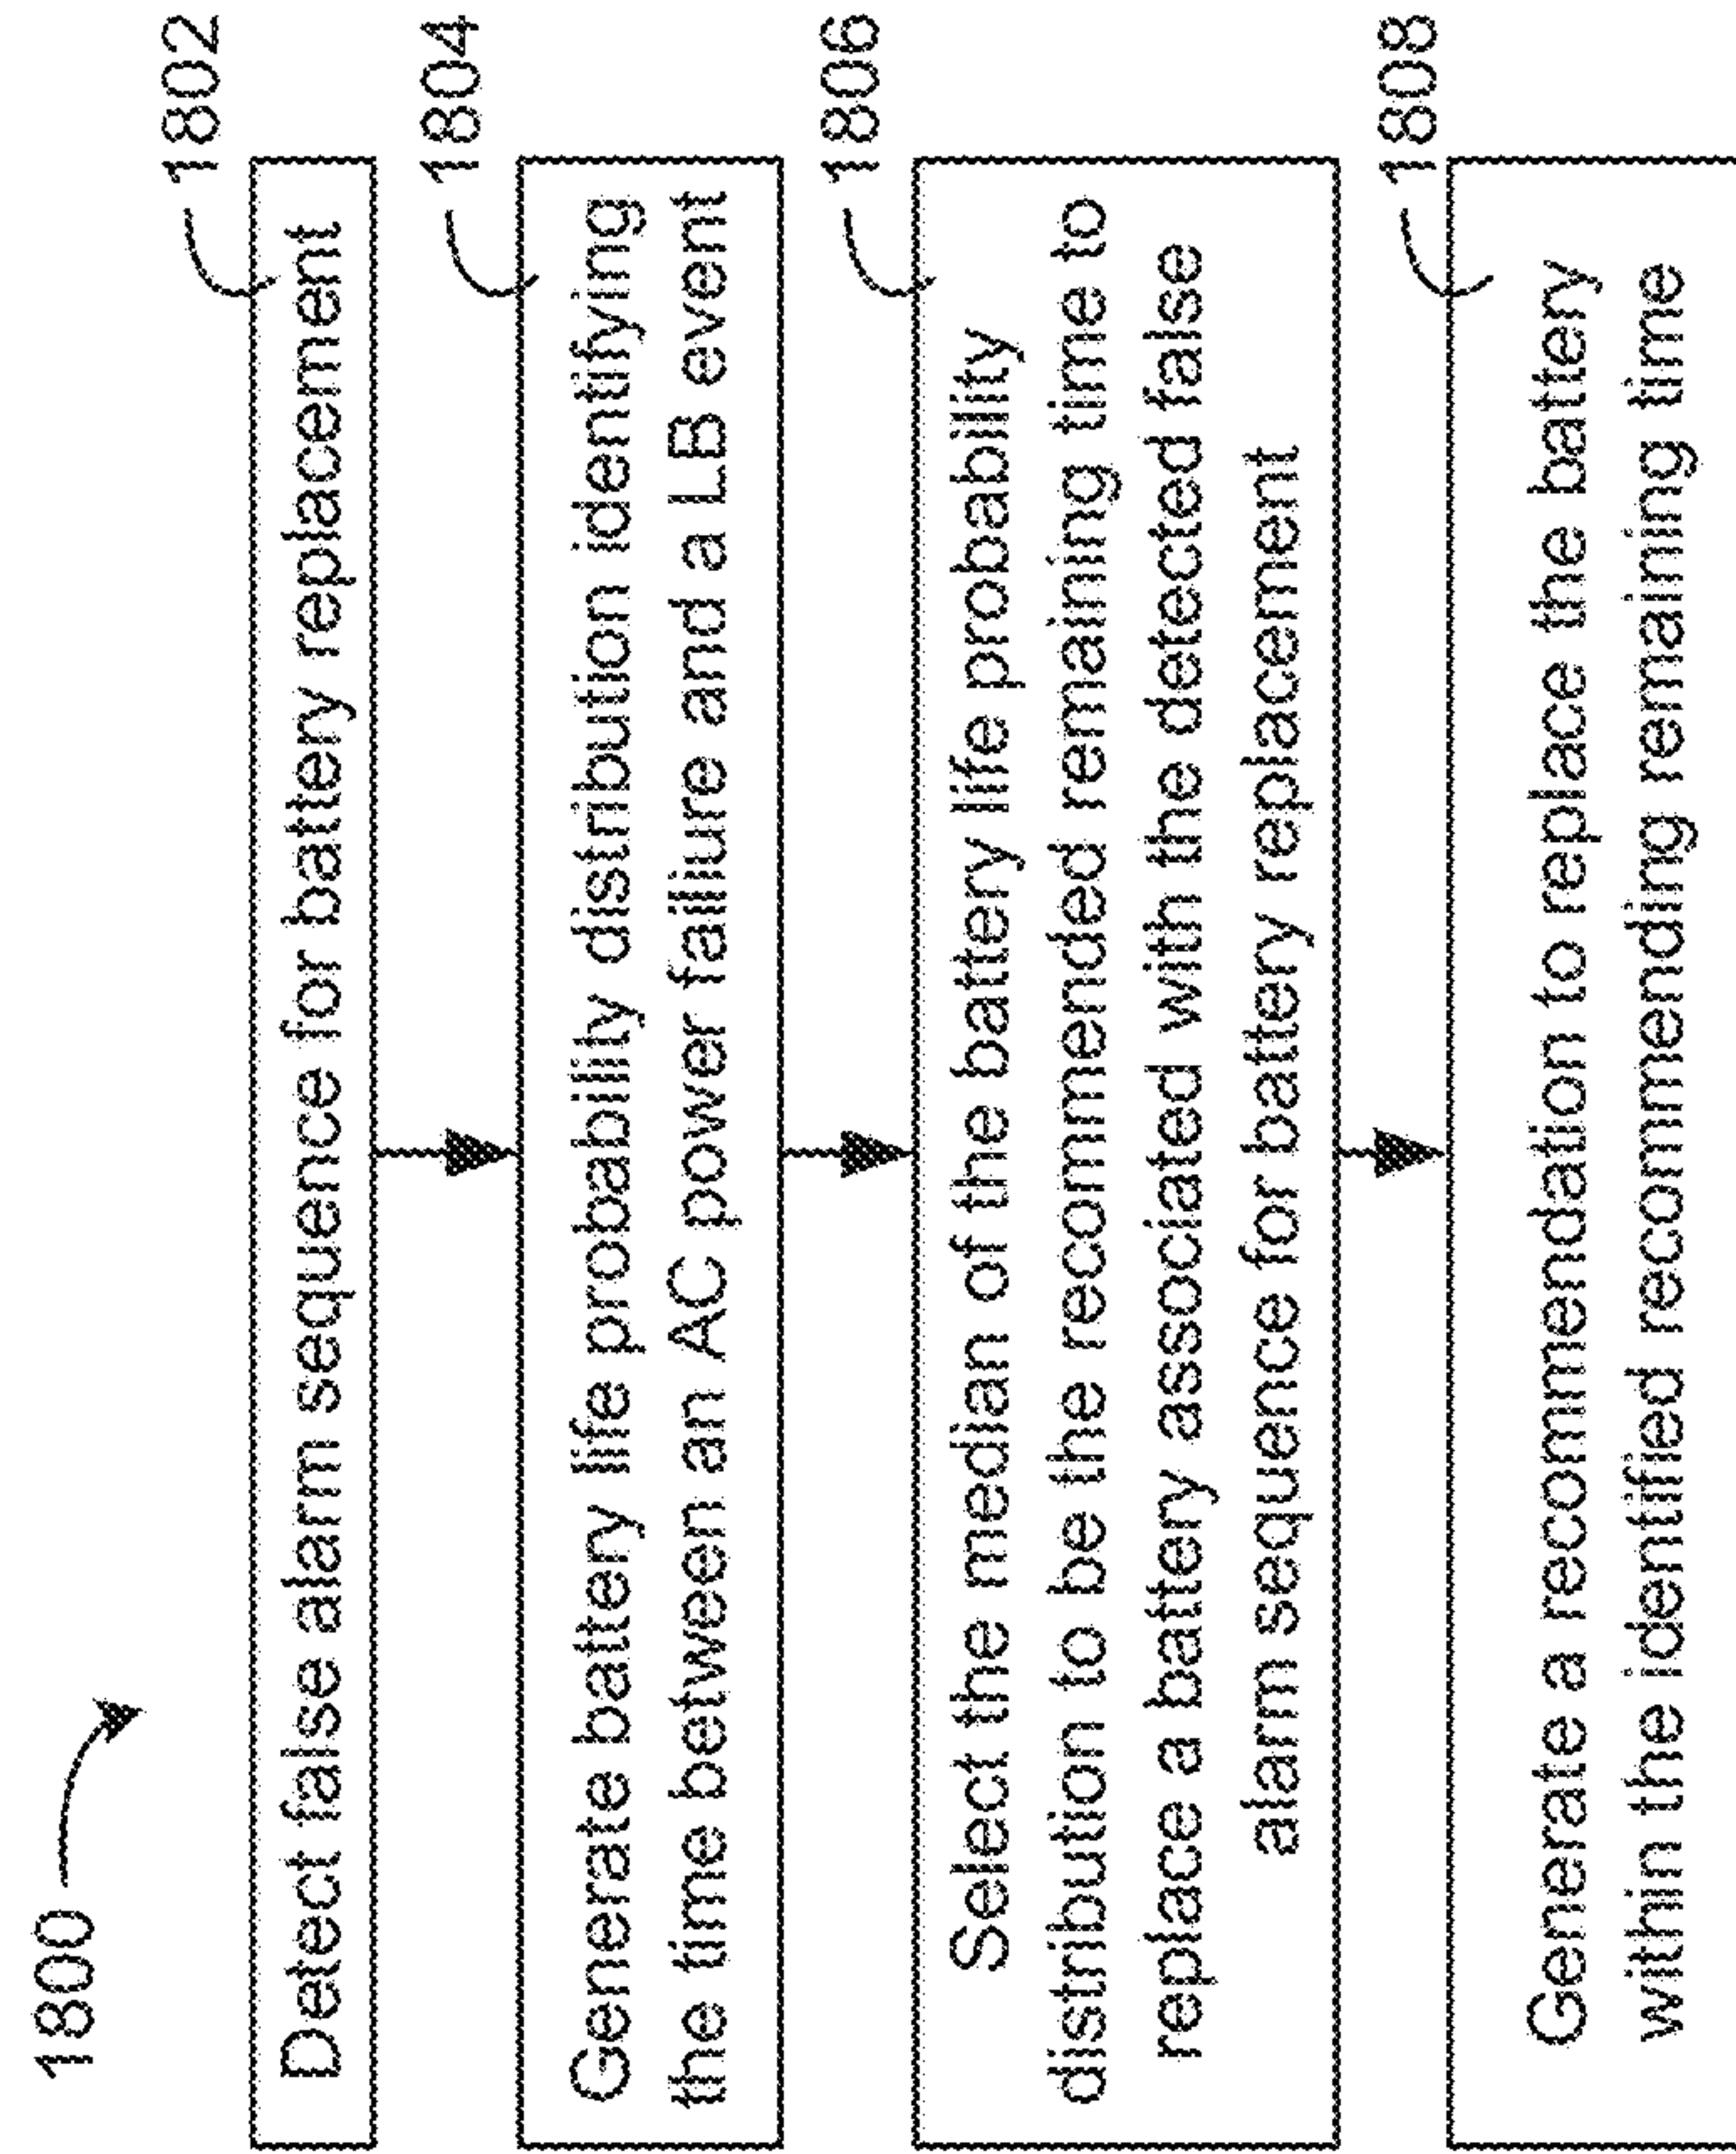 1800
1802
Detect false alarm sequence for battery replacement
1804
Generate battery life probability distribution identifying
the time between an AC power failure and a LB event
1806
Select the median of the battery life probability
distribution to be the recommended remaining time to
replace a battery associated with the detected false
alarm sequence for battery replacement
1808
Generate a recommendation to replace the battery
within the identified recommending remaining time